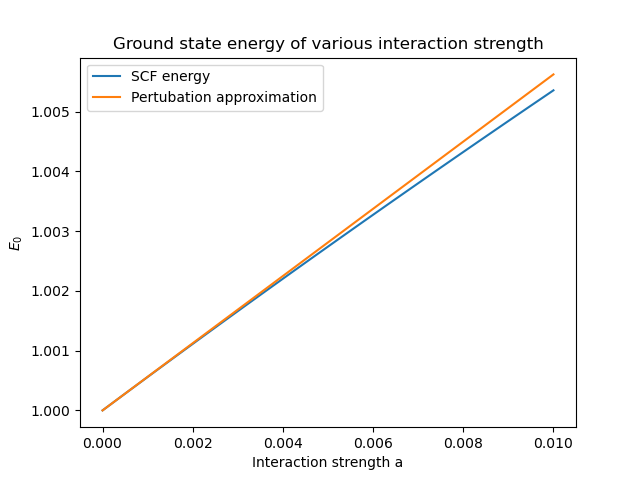 Ground state energy of various interaction strength
SCF energy
Pertubation approximation
1.005
1.004
1.003
1.002
1.001
1.000
E₀
0.000 0.002 0.004 0.006 0.008 0.010
Interaction strength a